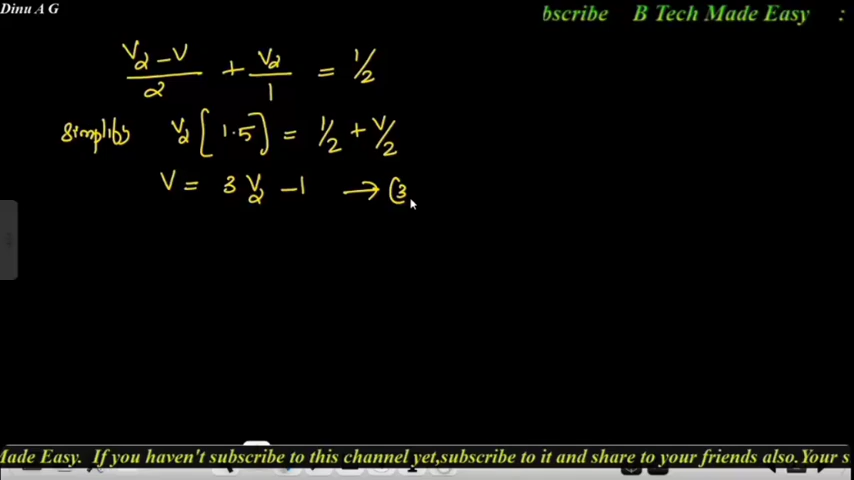 Dinu A G
bscribe B Tech Made Easy :
V2 - V / 2 + V2 / 1 = 1/2
Simplify V2 [ 1.5 ] = 1/2 + V/2
V = 3 V2 - 1 → (3
Made Easy. If you haven't subscribe to this channel yet,subscribe to it and share to your friends also.Your s